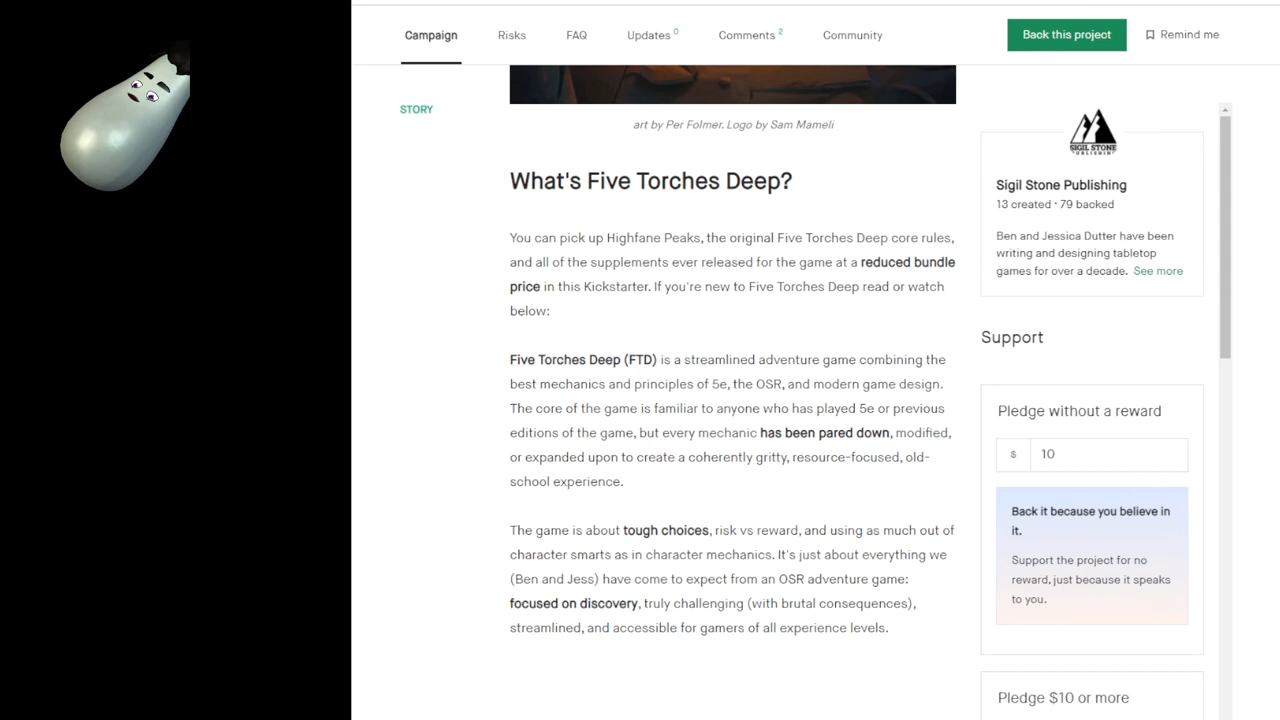 Campaign Risks FAQ Updates 0 Comments 2 Community Back this project Remind me
STORY
art by Per Folmer. Logo by Sam Mameli
What's Five Torches Deep?
You can pick up Highfane Peaks, the original Five Torches Deep core rules,
and all of the supplements ever released for the game at a reduced bundle
price in this Kickstarter. If you're new to Five Torches Deep read or watch
below:
Five Torches Deep (FTD) is a streamlined adventure game combining the
best mechanics and principles of 5e, the OSR, and modern game design.
The core of the game is familiar to anyone who has played 5e or previous
editions of the game, but every mechanic has been pared down, modified,
or expanded upon to create a coherently gritty, resource-focused, old-
school experience.
The game is about tough choices, risk vs reward, and using as much out of
character smarts as in character mechanics. It's just about everything we
(Ben and Jess) have come to expect from an OSR adventure game:
focused on discovery, truly challenging (with brutal consequences),
streamlined, and accessible for gamers of all experience levels.
SIGIL STONE
PUBLISHING
Sigil Stone Publishing
13 created · 79 backed
Ben and Jessica Dutter have been
writing and designing tabletop
games for over a decade. See more
Support
Pledge without a reward
$ 10
Back it because you believe in
it.
Support the project for no
reward, just because it speaks
to you.
Pledge $10 or more